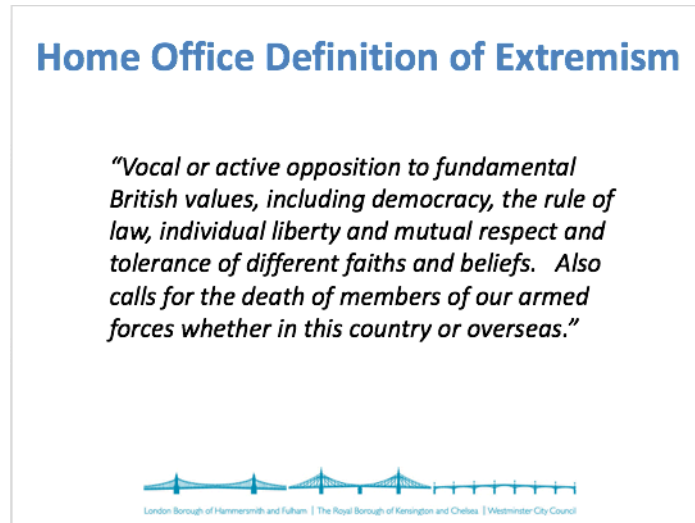 Home Office Definition of Extremism
“Vocal or active opposition to fundamental
British values, including democracy, the rule of
law, individual liberty and mutual respect and
tolerance of different faiths and beliefs.   Also
calls for the death of members of our armed
forces whether in this country or overseas.”
London Borough of Hammersmith and Fulham | The Royal Borough of Kensington and Chelsea | Westminster City Council